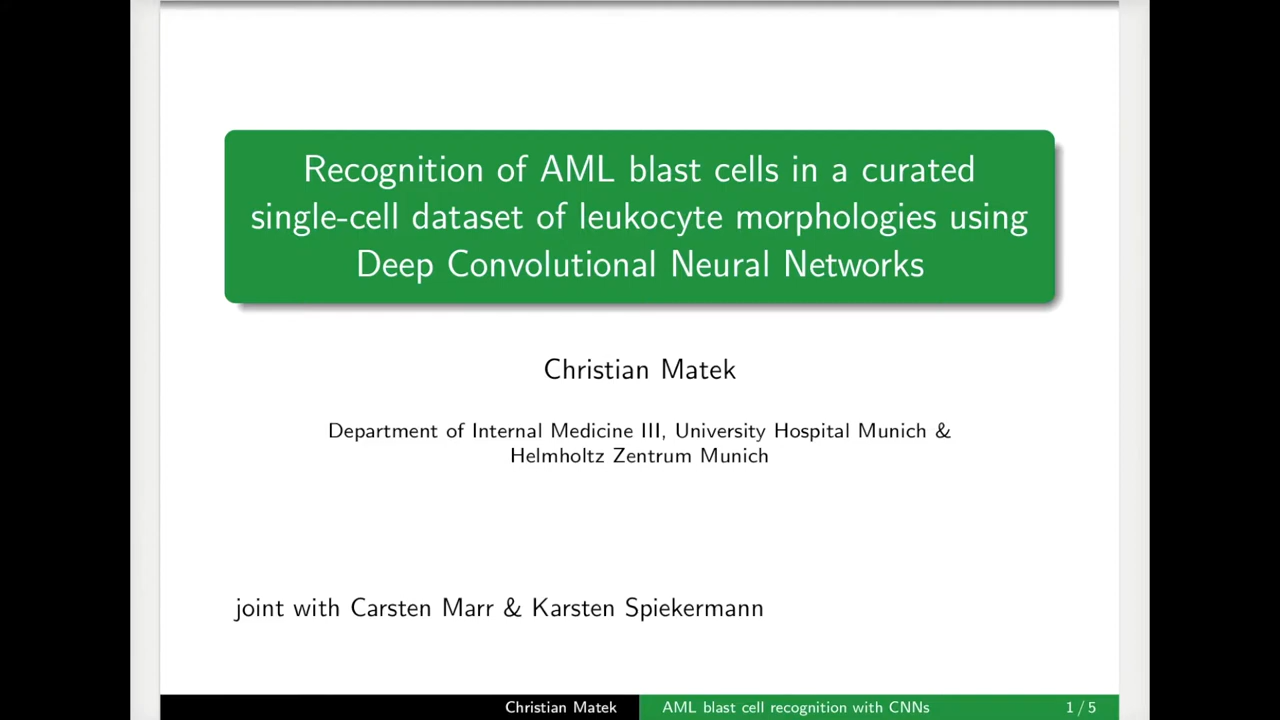 Recognition of AML blast cells in a curated
single-cell dataset of leukocyte morphologies using
Deep Convolutional Neural Networks
Christian Matek
Department of Internal Medicine III, University Hospital Munich &
Helmholtz Zentrum Munich
joint with Carsten Marr & Karsten Spiekermann
Christian Matek
AML blast cell recognition with CNNs
1 / 5